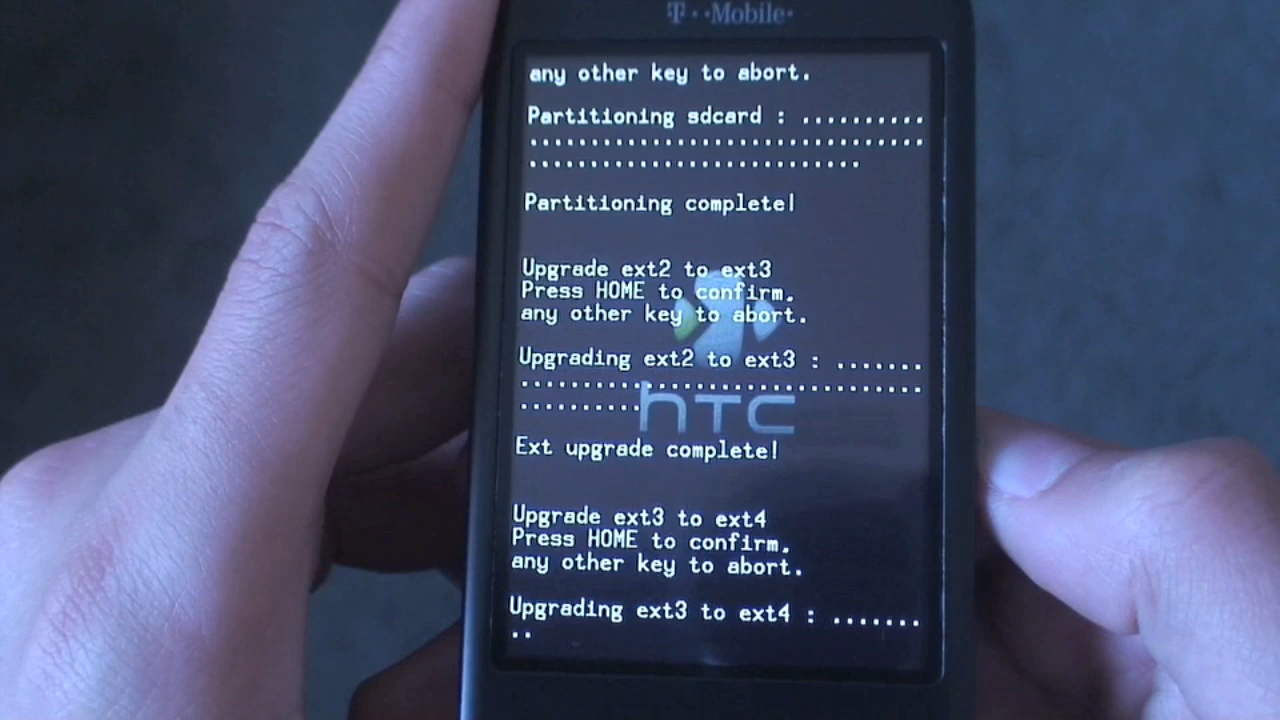 T··Mobile·
any other key to abort.
Partitioning sdcard : ..........
................................
...........................
Partitioning complete!
Upgrade ext2 to ext3
Press HOME to confirm,
any other key to abort.
Upgrading ext2 to ext3 : .......
................................
..........
hTC
Ext upgrade complete!
Upgrade ext3 to ext4
Press HOME to confirm,
any other key to abort.
Upgrading ext3 to ext4 : .......
..